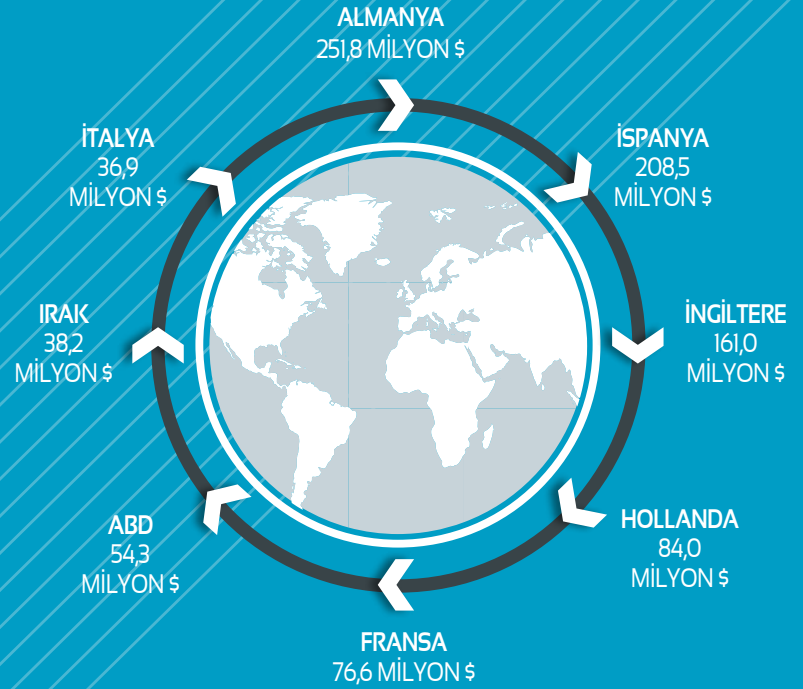 ALMANYA
251,8 MİLYON $
İSPANYA
208,5
MİLYON $
İNGİLTERE
161,0
MİLYON $
HOLLANDA
84,0
MİLYON $
FRANSA
76,6 MİLYON $
ABD
54,3
MİLYON $
IRAK
38,2
MİLYON $
İTALYA
36,9
MİLYON $